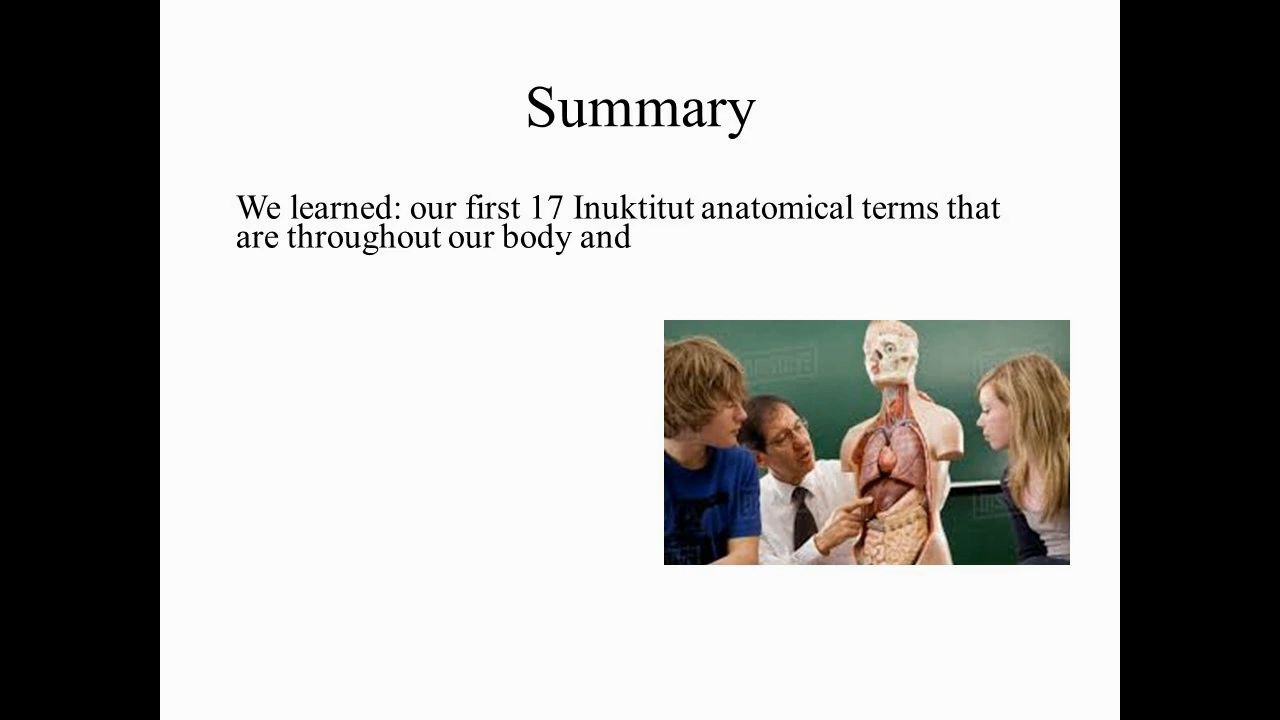 Summary
We learned: our first 17 Inuktitut anatomical terms that
are throughout our body and